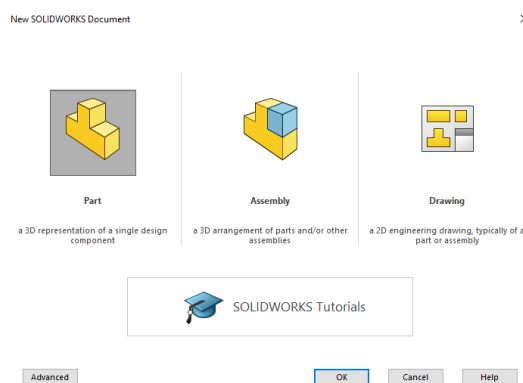 New SOLIDWORKS Document
Part
Assembly
Drawing
a 3D representation of a single design
component
a 3D arrangement of parts and/or other
assemblies
a 2D engineering drawing, typically of a
part or assembly
SOLIDWORKS Tutorials
Advanced
OK
Cancel
Help